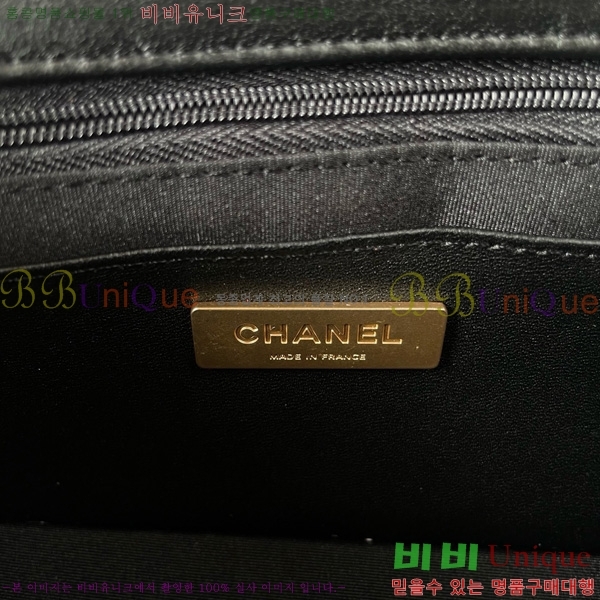 비비유니크
BBUniQue
BBUniQue
CHANEL
MADE IN FRANCE
비비 Unique
믿을수 있는 명품구매대행
-본 이미지는 비비유니크에서 촬영한 100% 실사 이미지 입니다.-